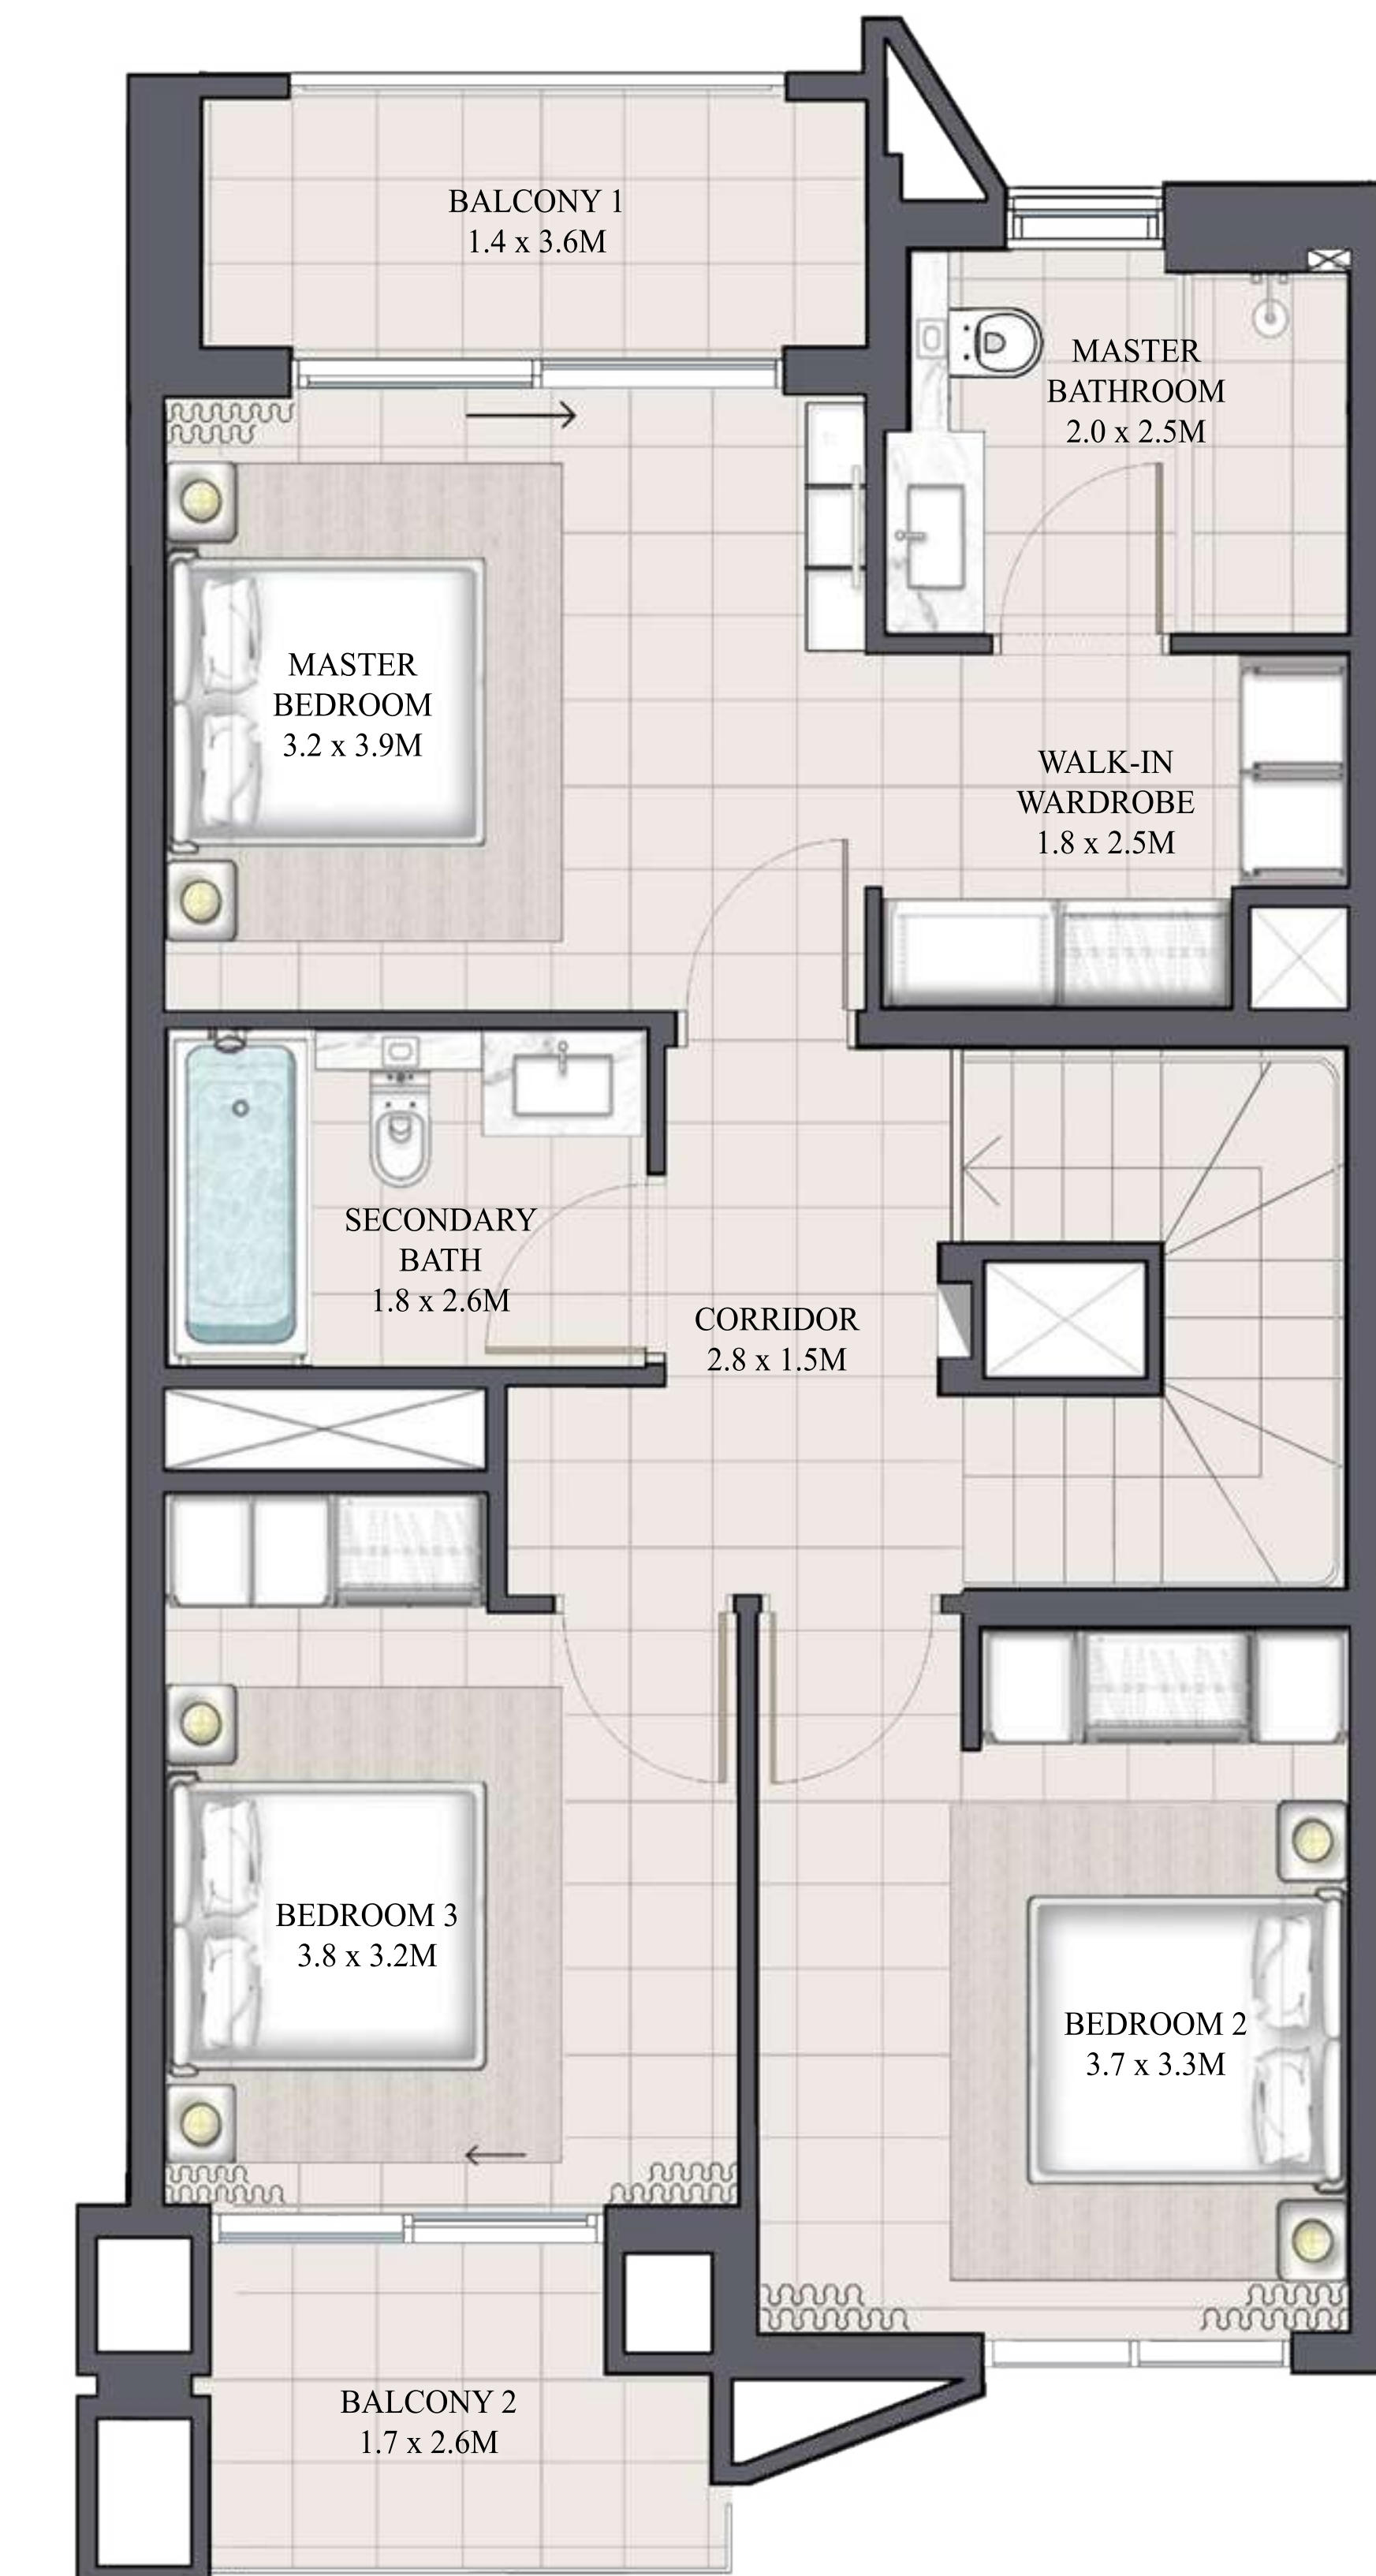 BALCONY 1
1.4 x 3.6M
MASTER
BATHROOM
2.0 x 2.5M
MASTER
BEDROOM
3.2 x 3.9M
WALK-IN
WARDROBE
1.8 x 2.5M
SECONDARY
BATH
1.8 x 2.6M
CORRIDOR
2.8 x 1.5M
BEDROOM 3
3.8 x 3.2M
BEDROOM 2
3.7 x 3.3M
BALCONY 2
1.7 x 2.6M